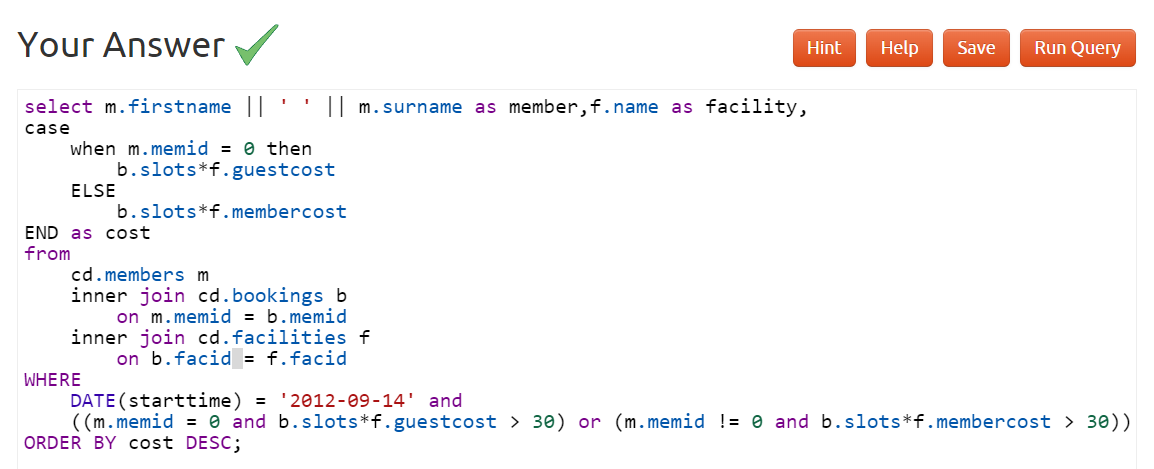 Your Answer
Hint Help Save Run Query
select m.firstname || ' ' || m.surname as member,f.name as facility,
case
    when m.memid = 0 then
        b.slots*f.guestcost
    ELSE
        b.slots*f.membercost
END as cost
from
    cd.members m
    inner join cd.bookings b
        on m.memid = b.memid
    inner join cd.facilities f
        on b.facid = f.facid
WHERE
    DATE(starttime) = '2012-09-14' and
    ((m.memid = 0 and b.slots*f.guestcost > 30) or (m.memid != 0 and b.slots*f.membercost > 30))
ORDER BY cost DESC;